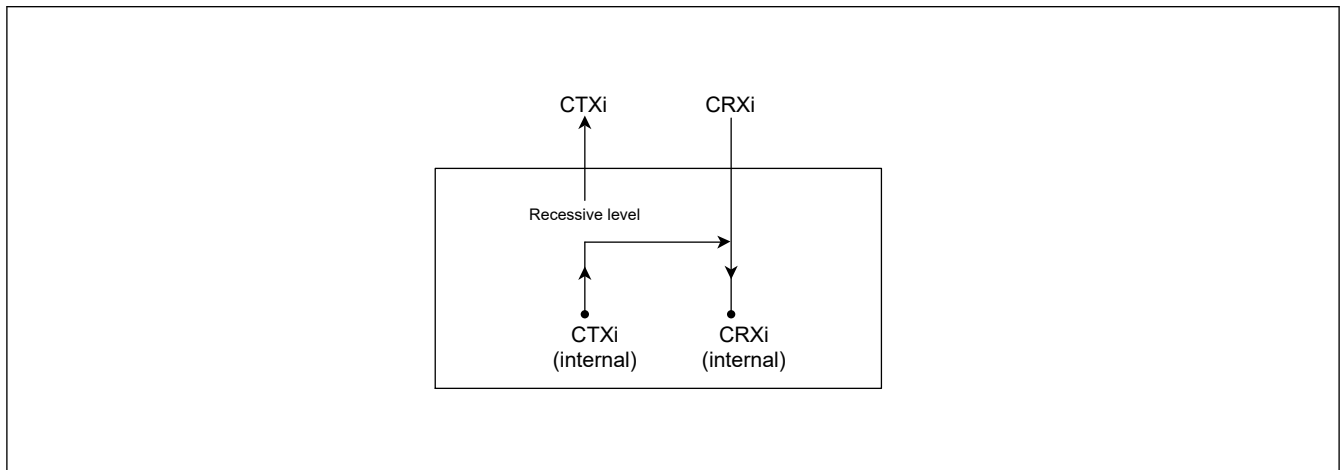 CTXi CRXi
Recessive level
CTXi CRXi
(internal) (internal)